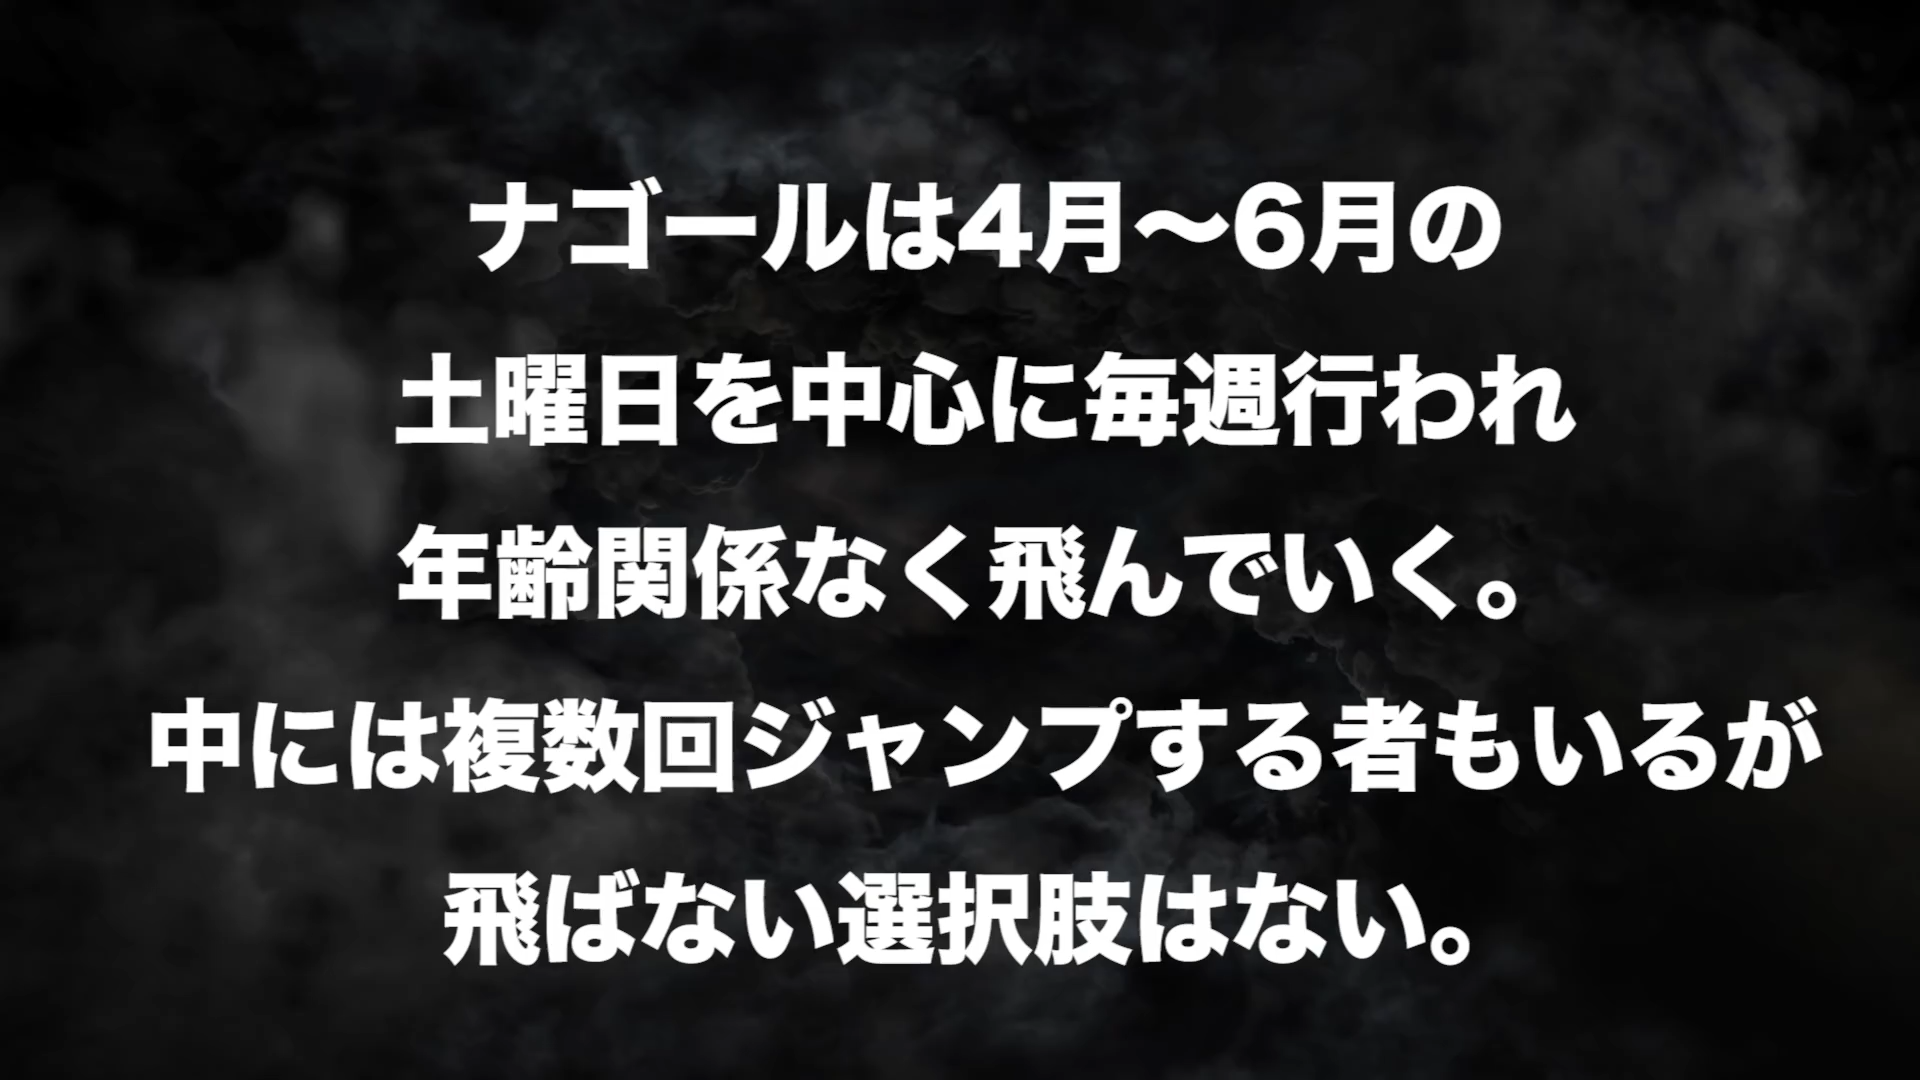 ナゴールは4月〜6月の
土曜日を中心に毎週行われ
年齢関係なく飛んでいく。
中には複数回ジャンプする者もいるが
飛ばない選択肢はない。